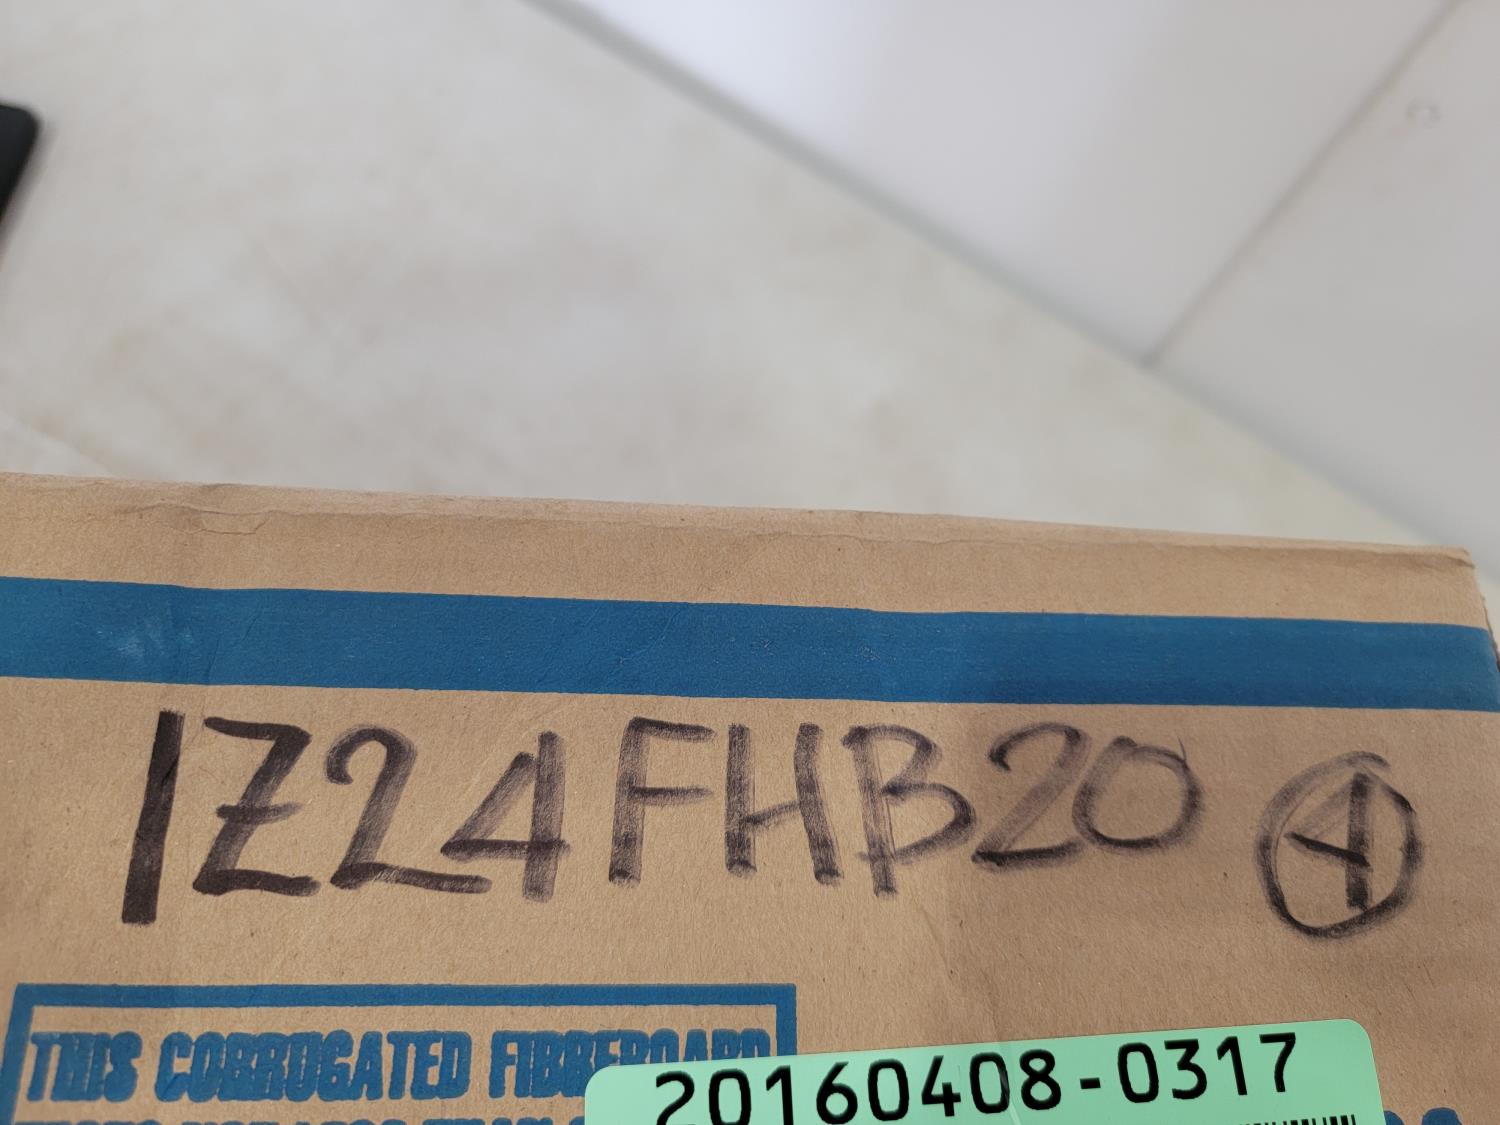 1Z24FHB20 4
THIS CORRUGATED FIBREBOARD
20160408-0317